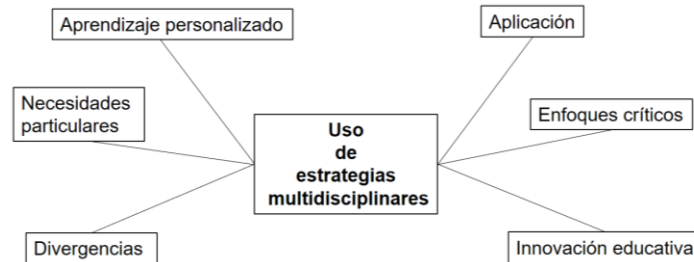 Aprendizaje personalizado
Aplicación
Necesidades
particulares
Enfoques críticos
Uso
de
estrategias
multidisciplinares
Divergencias
Innovación educativa